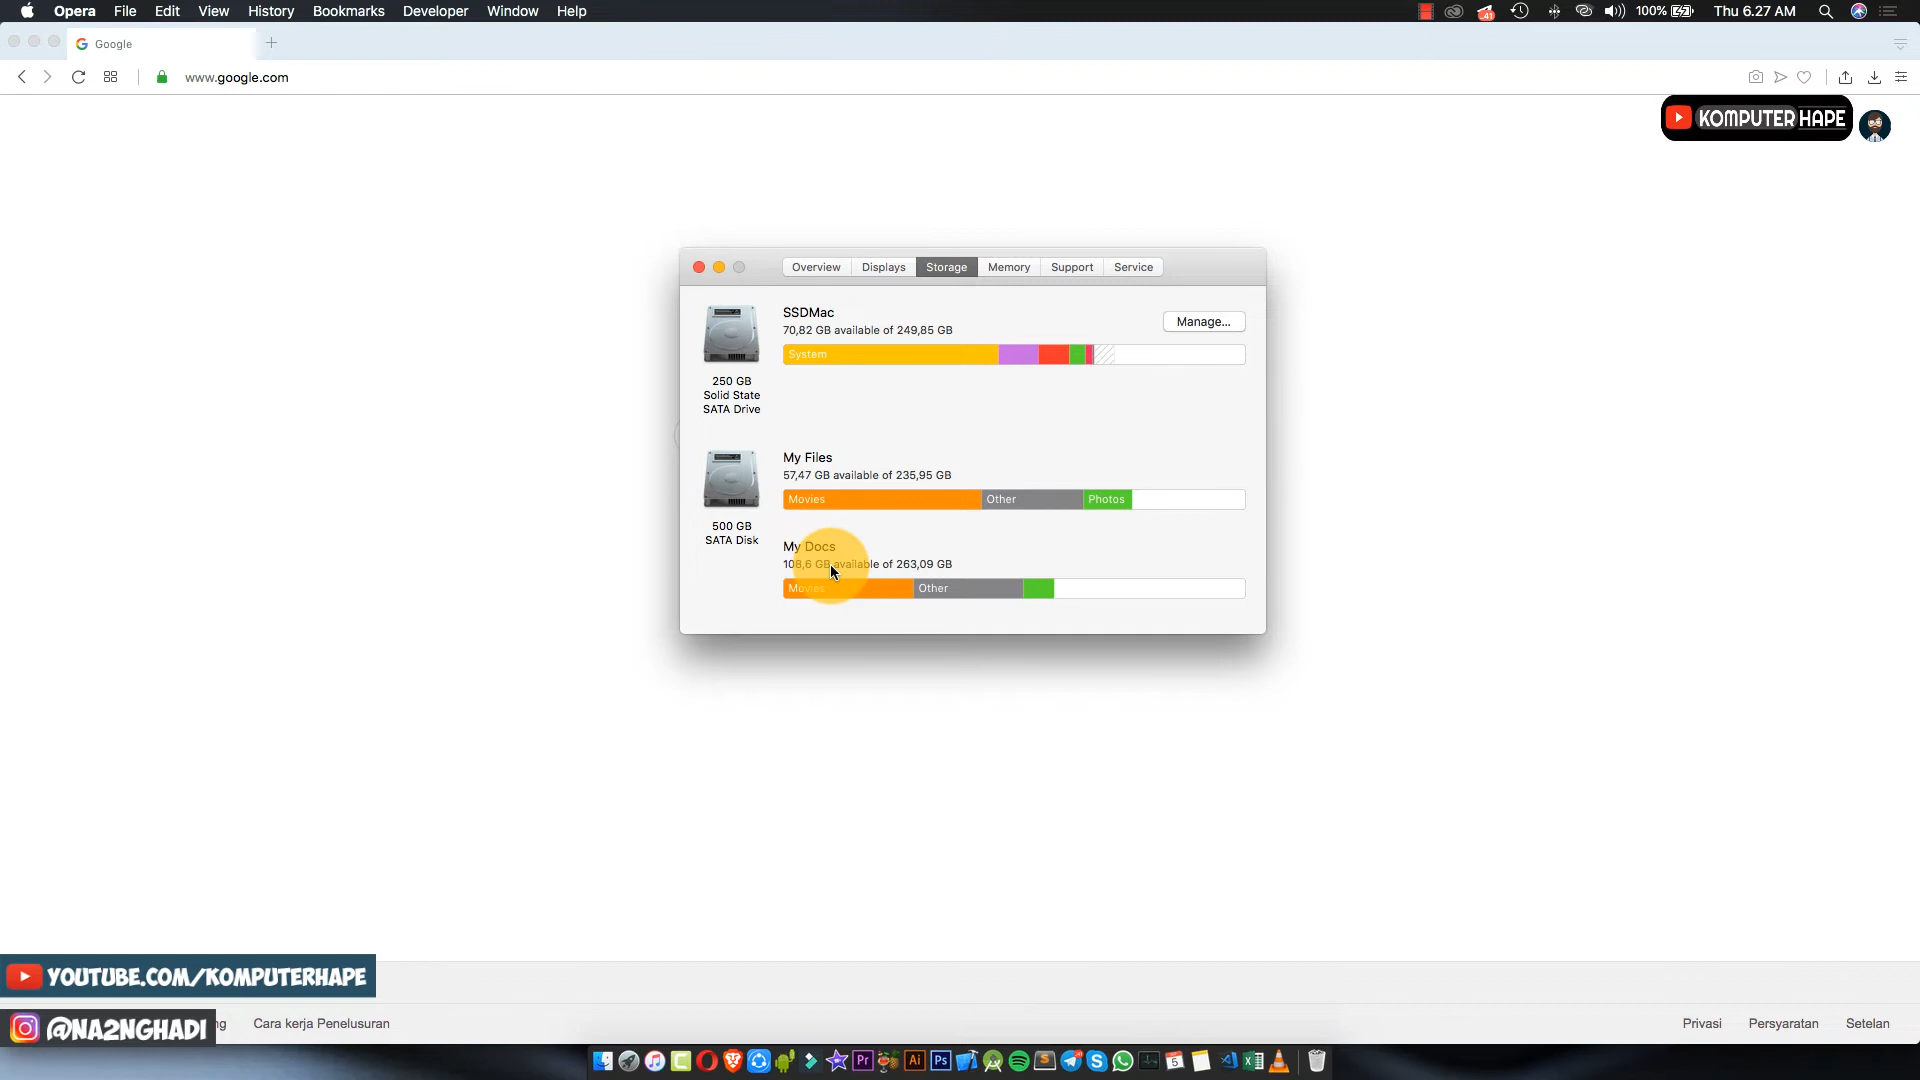 Opera File Edit View History Bookmarks Developer Window Help 100% Thu 6.27 AM
Google
www.google.com
KOMPUTER HAPE
Overview Displays Storage Memory Support Service
SSDMac
70,82 GB available of 249,85 GB
Manage...
System
250 GB
Solid State
SATA Drive
My Files
57,47 GB available of 235,95 GB
Movies Other Photos
500 GB
SATA Disk
My Docs
108,6 GB available of 263,09 GB
Movies Other
YOUTUBE.COM/KOMPUTERHAPE
@NA2NGHADI
Cara kerja Penelusuran
Privasi Persyaratan Setelan
Pr Ai Ps